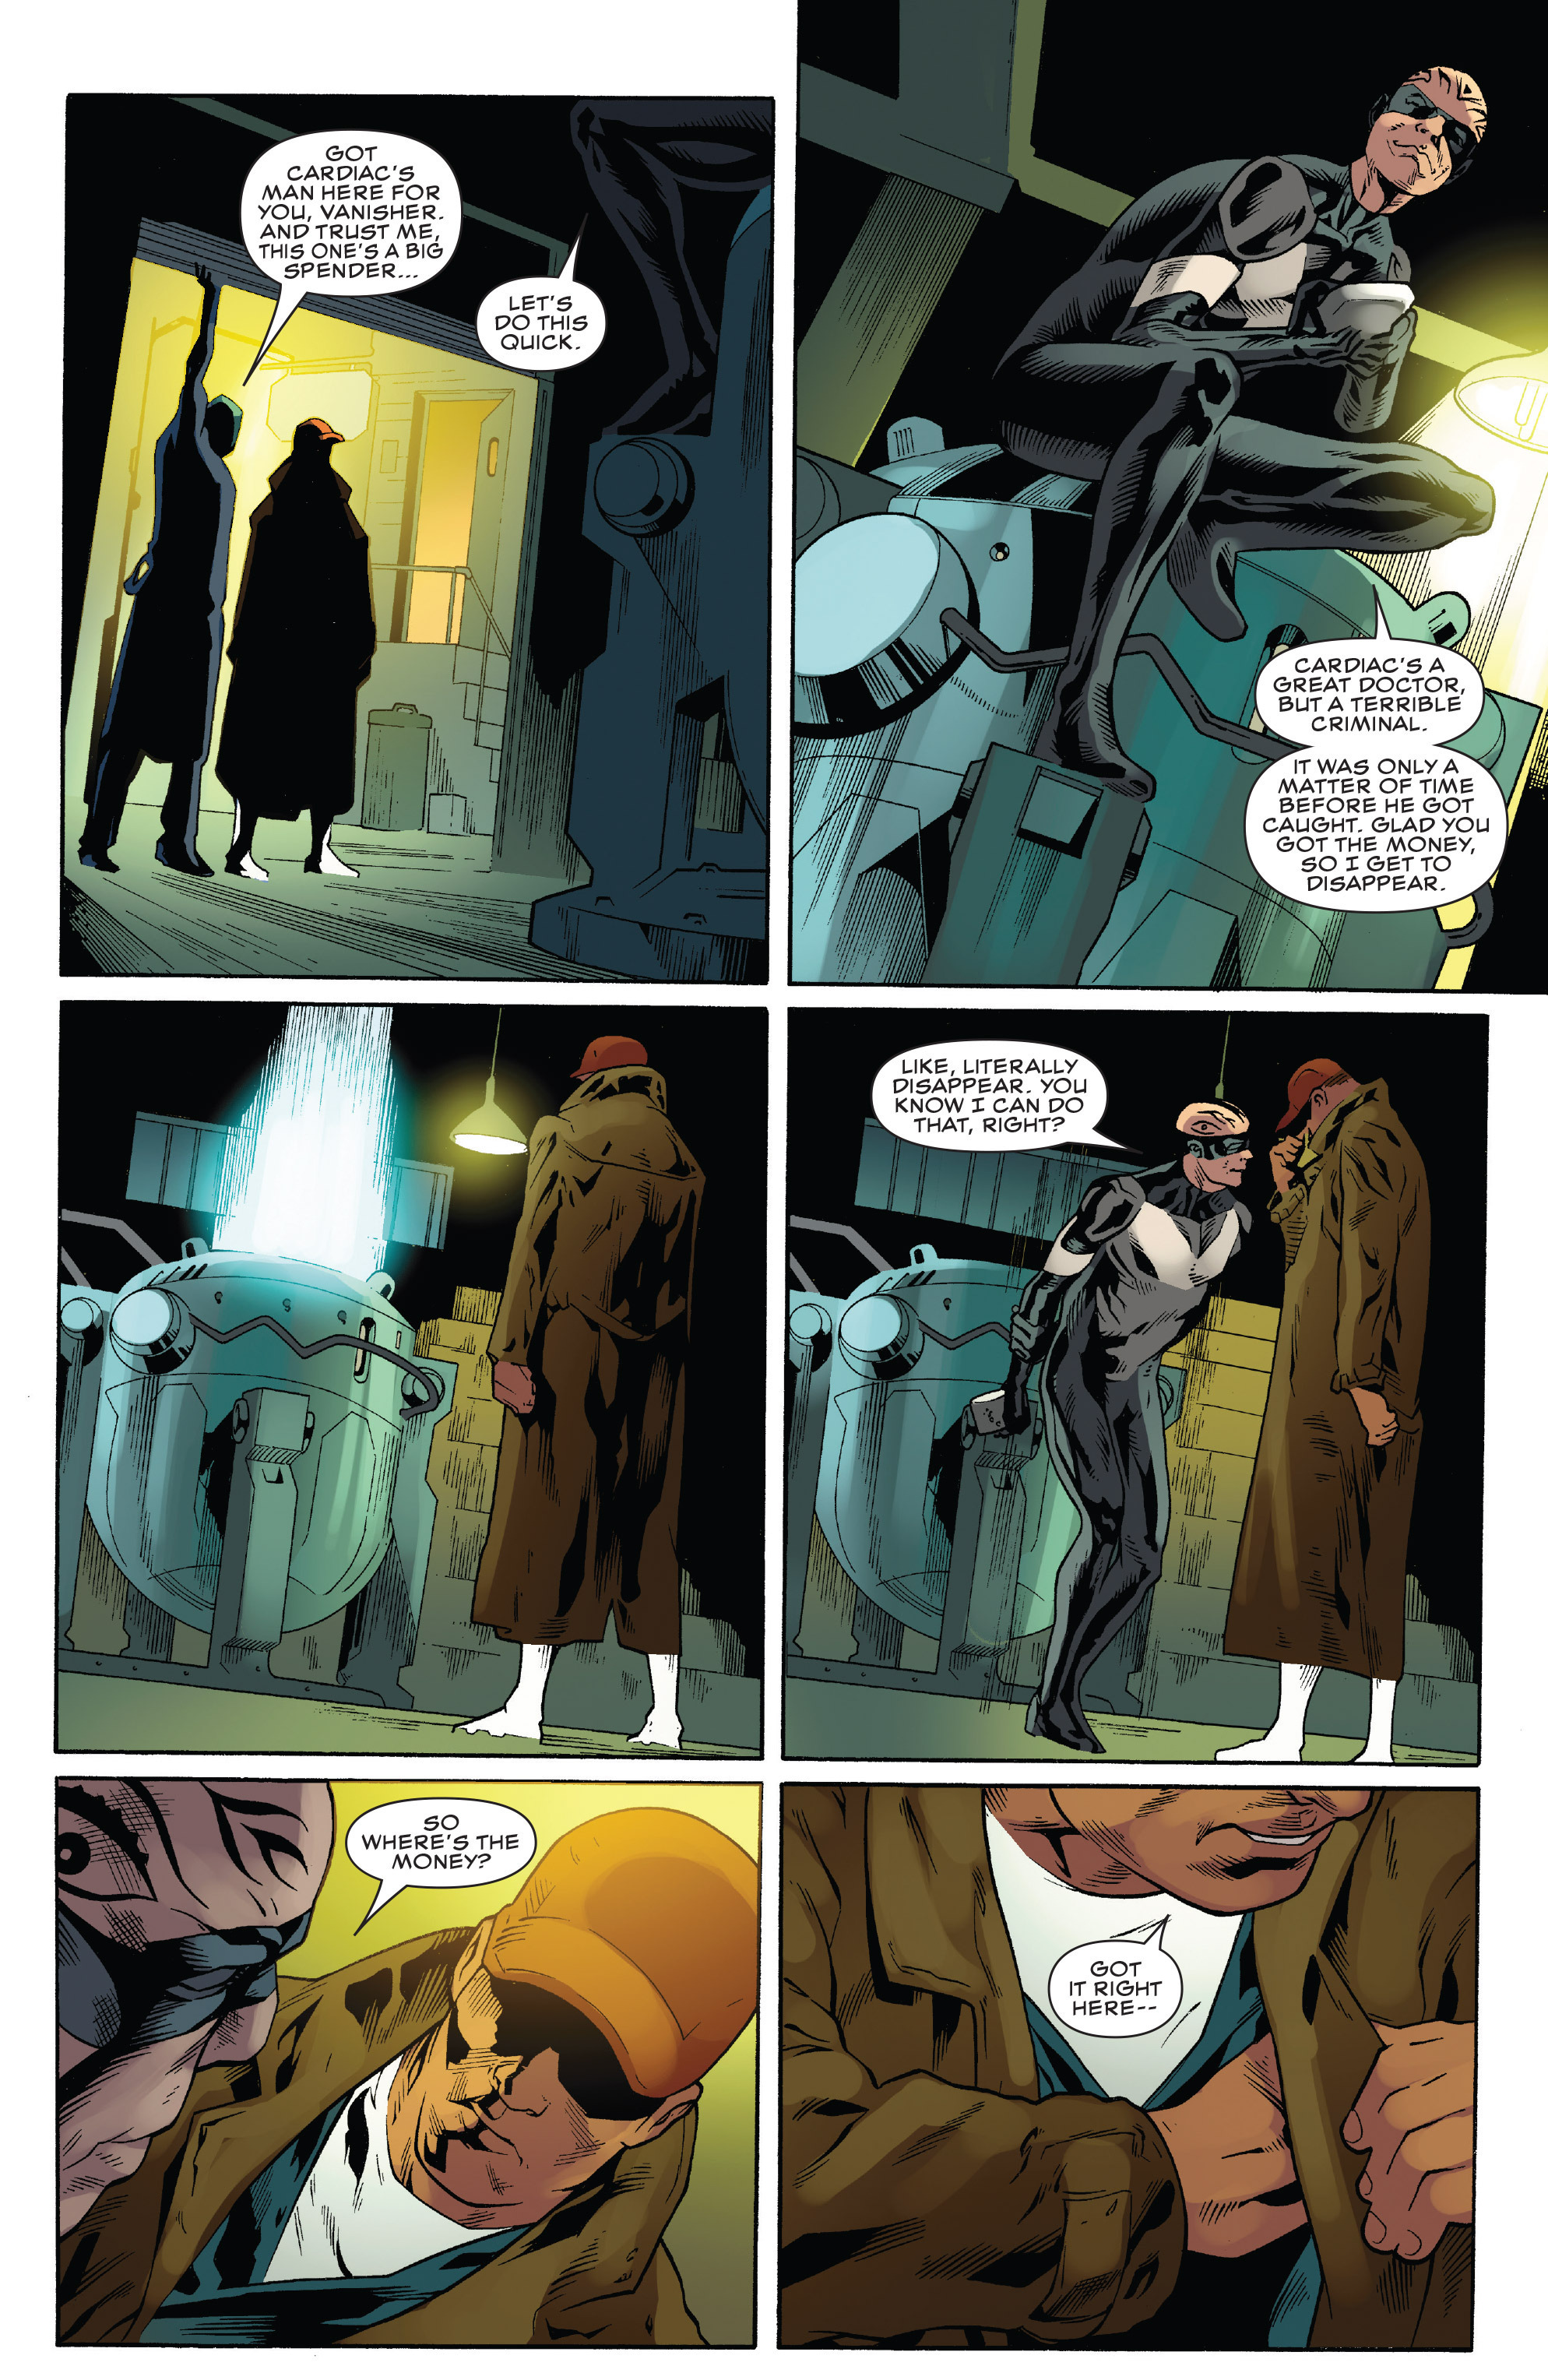 GOT
CARDIAC'S
MAN HERE FOR
YOU, VANISHER.
AND TRUST ME,
THIS ONE'S A BIG
SPENDER...
LET'S
DO THIS
QUICK.
CARDIAC'S A
GREAT DOCTOR,
BUT A TERRIBLE
CRIMINAL.
IT WAS ONLY A
MATTER OF TIME
BEFORE HE GOT
CAUGHT. GLAD YOU
GOT THE MONEY,
SO I GET TO
DISAPPEAR.
LIKE, LITERALLY
DISAPPEAR. YOU
KNOW I CAN DO
THAT, RIGHT?
SO
WHERE'S THE
MONEY?
GOT
IT RIGHT
HERE--